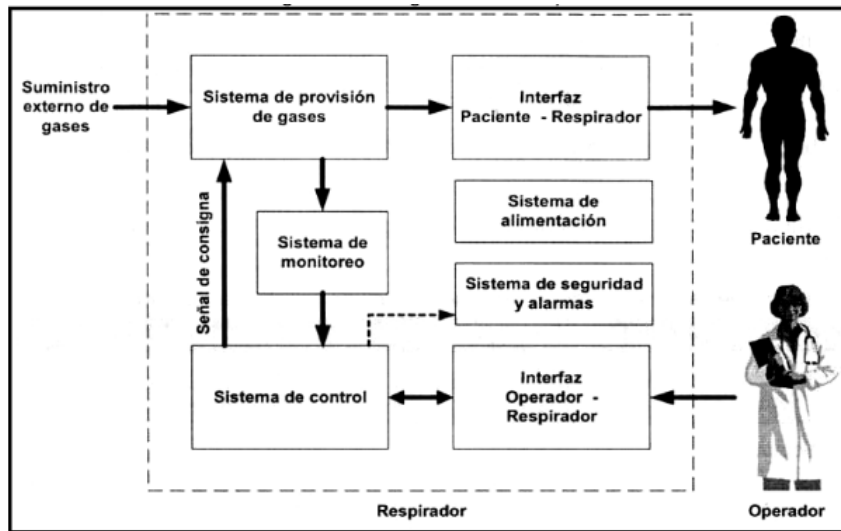 Suministro
externo de
gases
Sistema de provisión
de gases
Interfaz
Paciente - Respirador
Paciente
Señal de consigna
Sistema de
monitoreo
Sistema de
alimentación
Sistema de seguridad
y alarmas
Sistema de control
Interfaz
Operador -
Respirador
Operador
Respirador